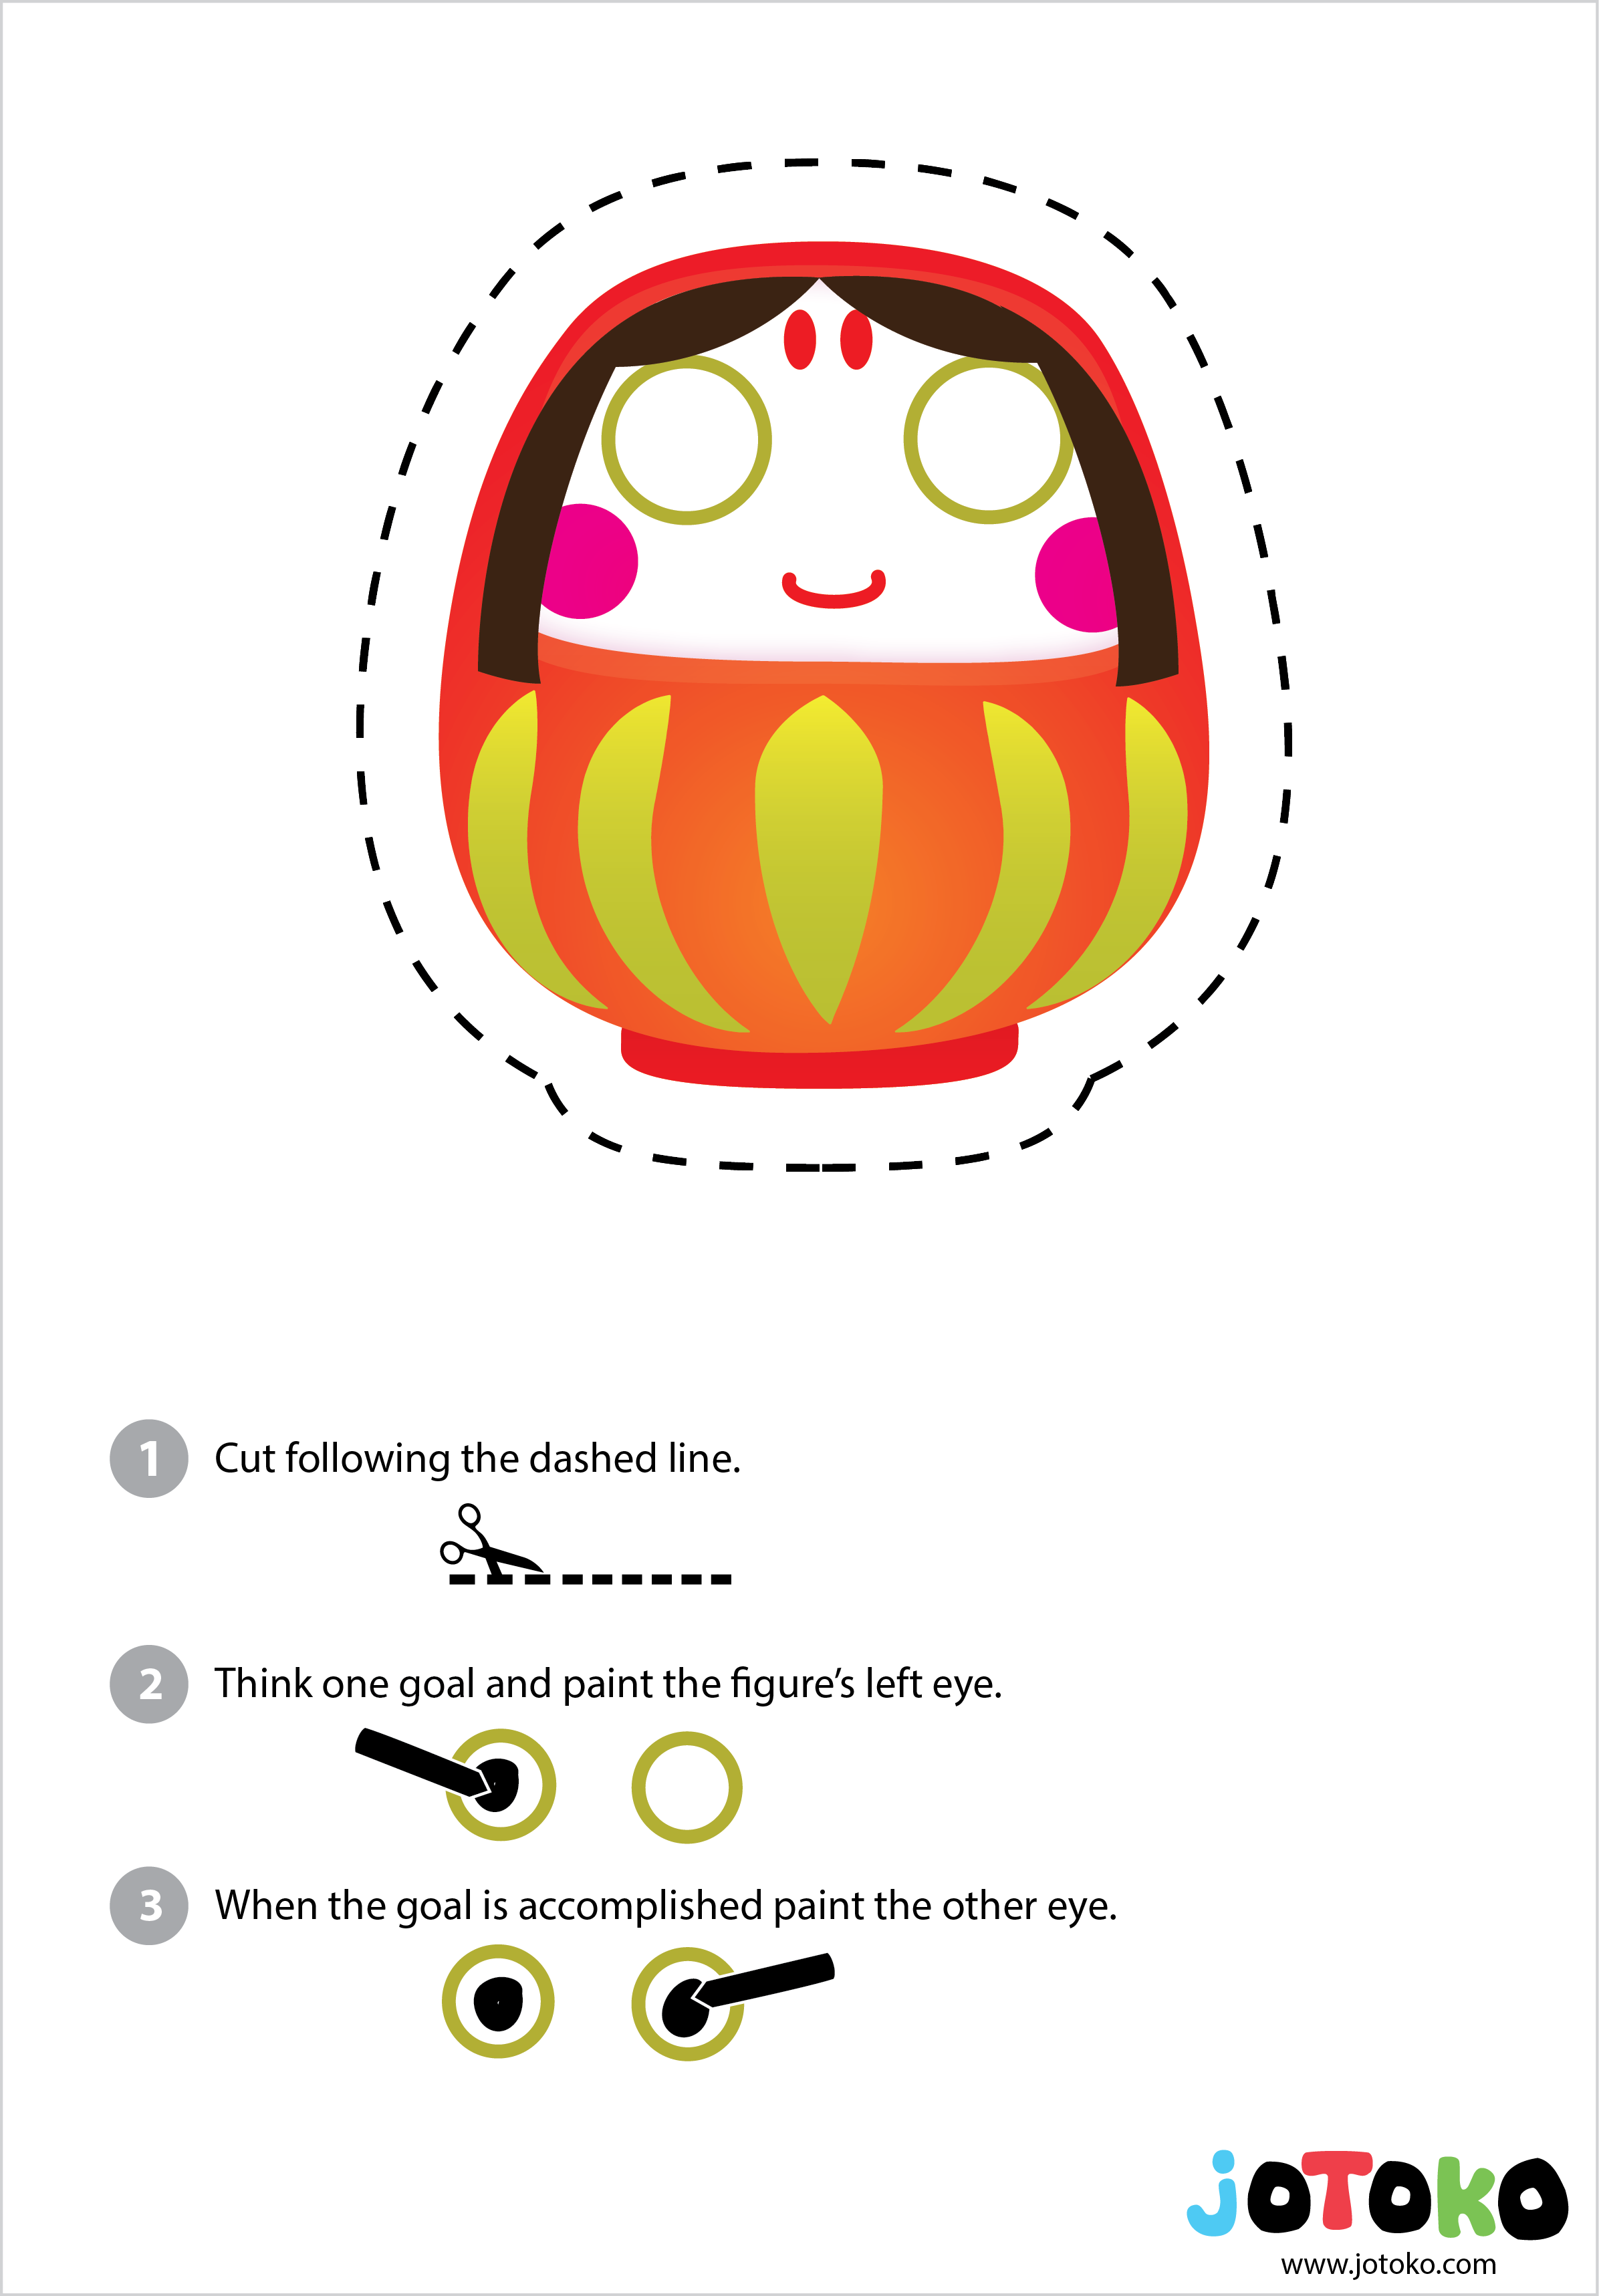 1 Cut following the dashed line.
2 Think one goal and paint the figure’s left eye.
3 When the goal is accomplished paint the other eye.
joToko
www.jotoko.com